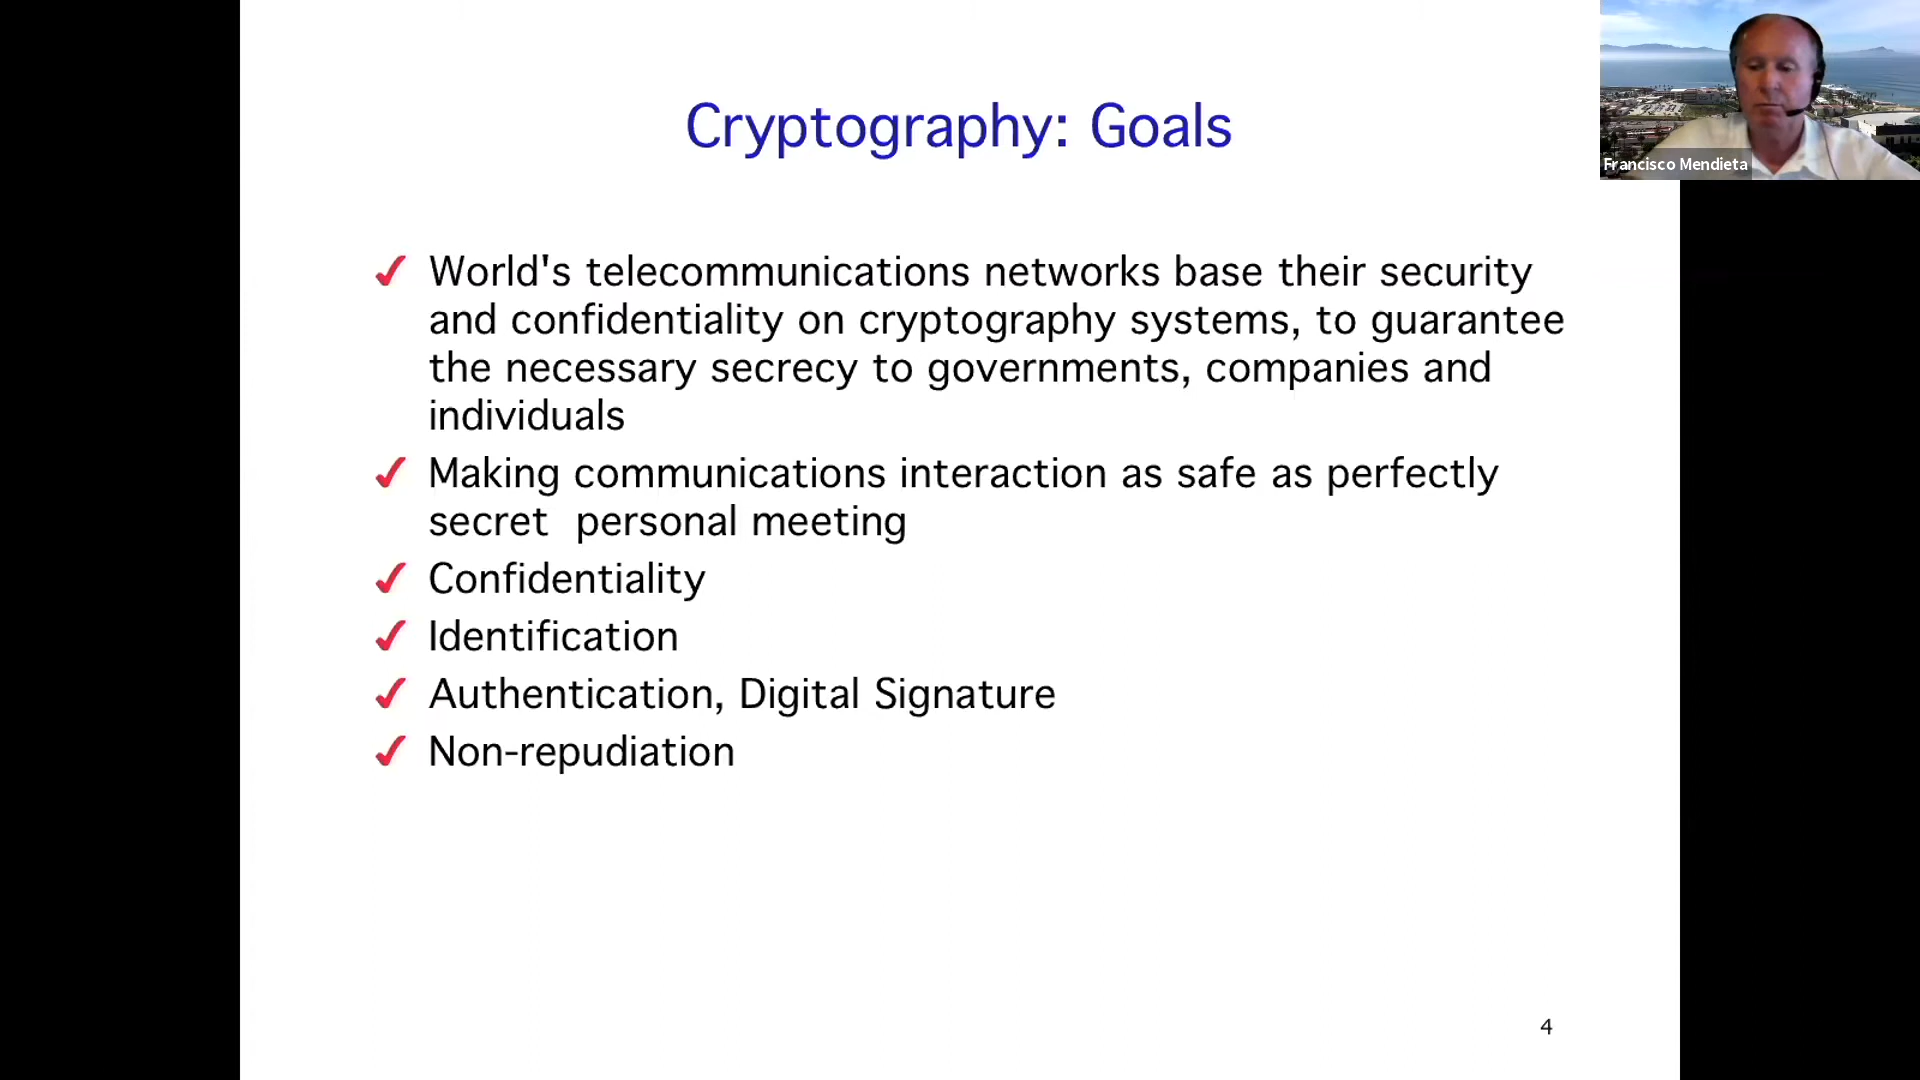 Cryptography: Goals
Francisco Mendieta
✓ World's telecommunications networks base their security
and confidentiality on cryptography systems, to guarantee
the necessary secrecy to governments, companies and
individuals
✓ Making communications interaction as safe as perfectly
secret  personal meeting
✓ Confidentiality
✓ Identification
✓ Authentication, Digital Signature
✓ Non-repudiation
4